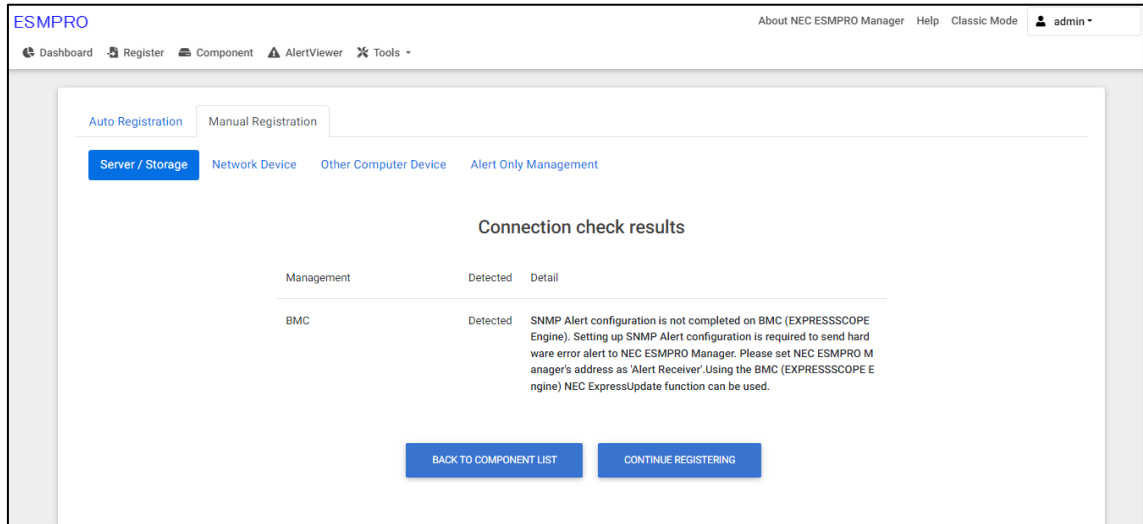 ESMPRO
About NEC ESMPRO Manager Help Classic Mode admin
Dashboard Register Component AlertViewer Tools
Auto Registration Manual Registration
Server / Storage Network Device Other Computer Device Alert Only Management
Connection check results
Management Detected Detail
BMC Detected SNMP Alert configuration is not completed on BMC (EXPRESSSCOPE
Engine). Setting up SNMP Alert configuration is required to send hard
ware error alert to NEC ESMPRO Manager. Please set NEC ESMPRO M
anager's address as 'Alert Receiver'.Using the BMC (EXPRESSSCOPE E
ngine) NEC ExpressUpdate function can be used.
BACK TO COMPONENT LIST CONTINUE REGISTERING